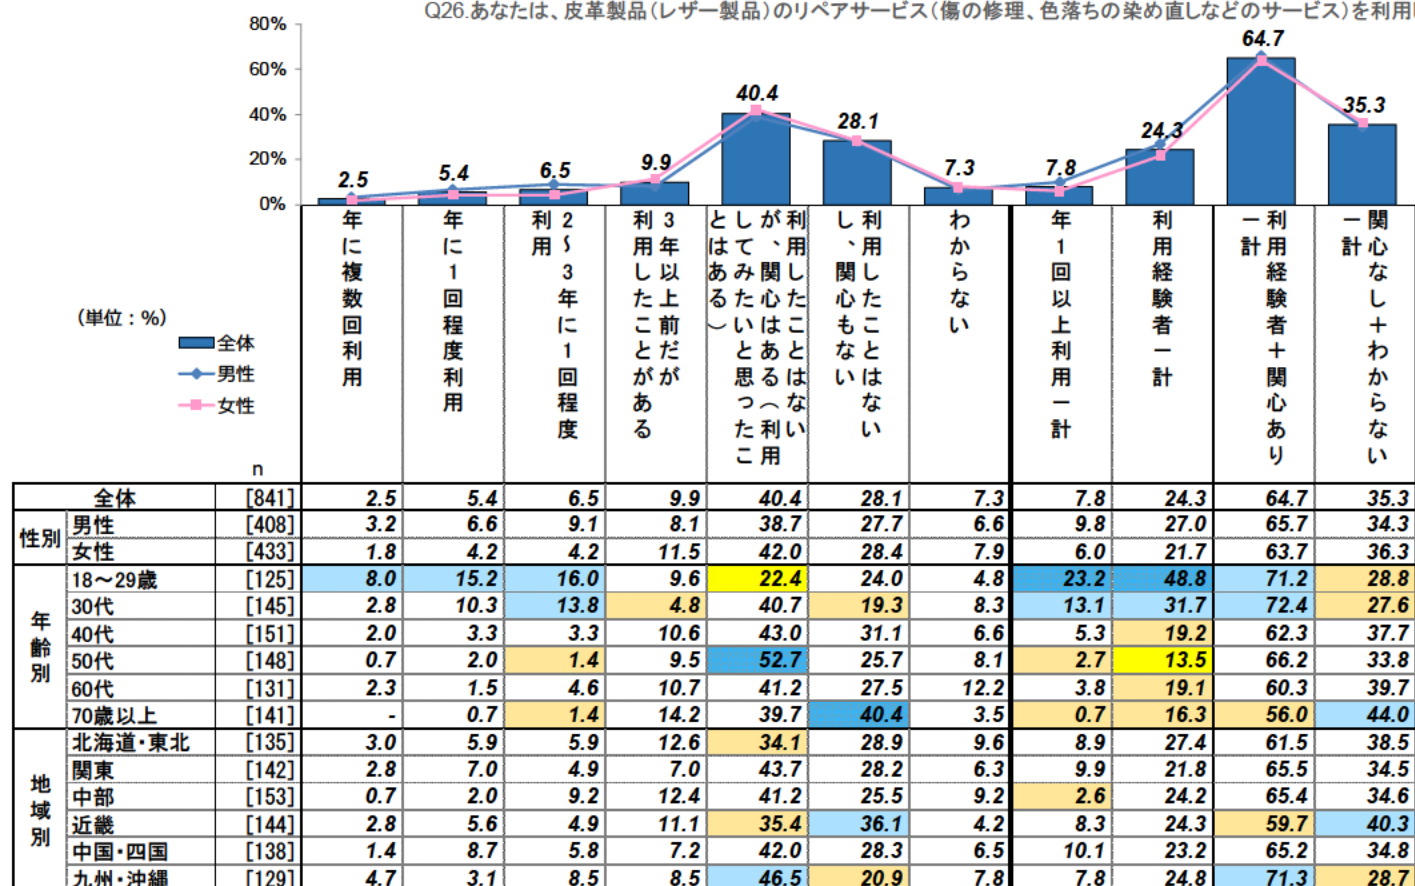 Q26.あなたは、皮革製品(レザー製品)のリペアサービス(傷の修理、色落ちの染め直しなどのサービス)を利用
80%
60%
40%
20%
0%
2.5
5.4
6.5
9.9
40.4
28.1
7.3
7.8
24.3
64.7
35.3
(単位:%)
全体
男性
女性
年に複数回利用
年に1回程度利用
2~3年に1回程度
利用
3年以上前だが
利用したことがある
利用したことはない
が、関心はある(利用
してみたいと思ったこ
とはある)
利用したことはない
し、関心もない
わからない
年1回以上利用ー計
利用経験者ー計
利用経験者+関心あり
ー計
関心なし+わからない
ー計
n
全体 [841] 2.5 5.4 6.5 9.9 40.4 28.1 7.3 7.8 24.3 64.7 35.3
性別
男性 [408] 3.2 6.6 9.1 8.1 38.7 27.7 6.6 9.8 27.0 65.7 34.3
女性 [433] 1.8 4.2 4.2 11.5 42.0 28.4 7.9 6.0 21.7 63.7 36.3
年齢別
18~29歳 [125] 8.0 15.2 16.0 9.6 22.4 24.0 4.8 23.2 48.8 71.2 28.8
30代 [145] 2.8 10.3 13.8 4.8 40.7 19.3 8.3 13.1 31.7 72.4 27.6
40代 [151] 2.0 3.3 3.3 10.6 43.0 31.1 6.6 5.3 19.2 62.3 37.7
50代 [148] 0.7 2.0 1.4 9.5 52.7 25.7 8.1 2.7 13.5 66.2 33.8
60代 [131] 2.3 1.5 4.6 10.7 41.2 27.5 12.2 3.8 19.1 60.3 39.7
70歳以上 [141] - 0.7 1.4 14.2 39.7 40.4 3.5 0.7 16.3 56.0 44.0
地域別
北海道・東北 [135] 3.0 5.9 5.9 12.6 34.1 28.9 9.6 8.9 27.4 61.5 38.5
関東 [142] 2.8 7.0 4.9 7.0 43.7 28.2 6.3 9.9 21.8 65.5 34.5
中部 [153] 0.7 2.0 9.2 12.4 41.2 25.5 9.2 2.6 24.2 65.4 34.6
近畿 [144] 2.8 5.6 4.9 11.1 35.4 36.1 4.2 8.3 24.3 59.7 40.3
中国・四国 [138] 1.4 8.7 5.8 7.2 42.0 28.3 6.5 10.1 23.2 65.2 34.8
九州・沖縄 [129] 4.7 3.1 8.5 8.5 46.5 20.9 7.8 7.8 24.8 71.3 28.7